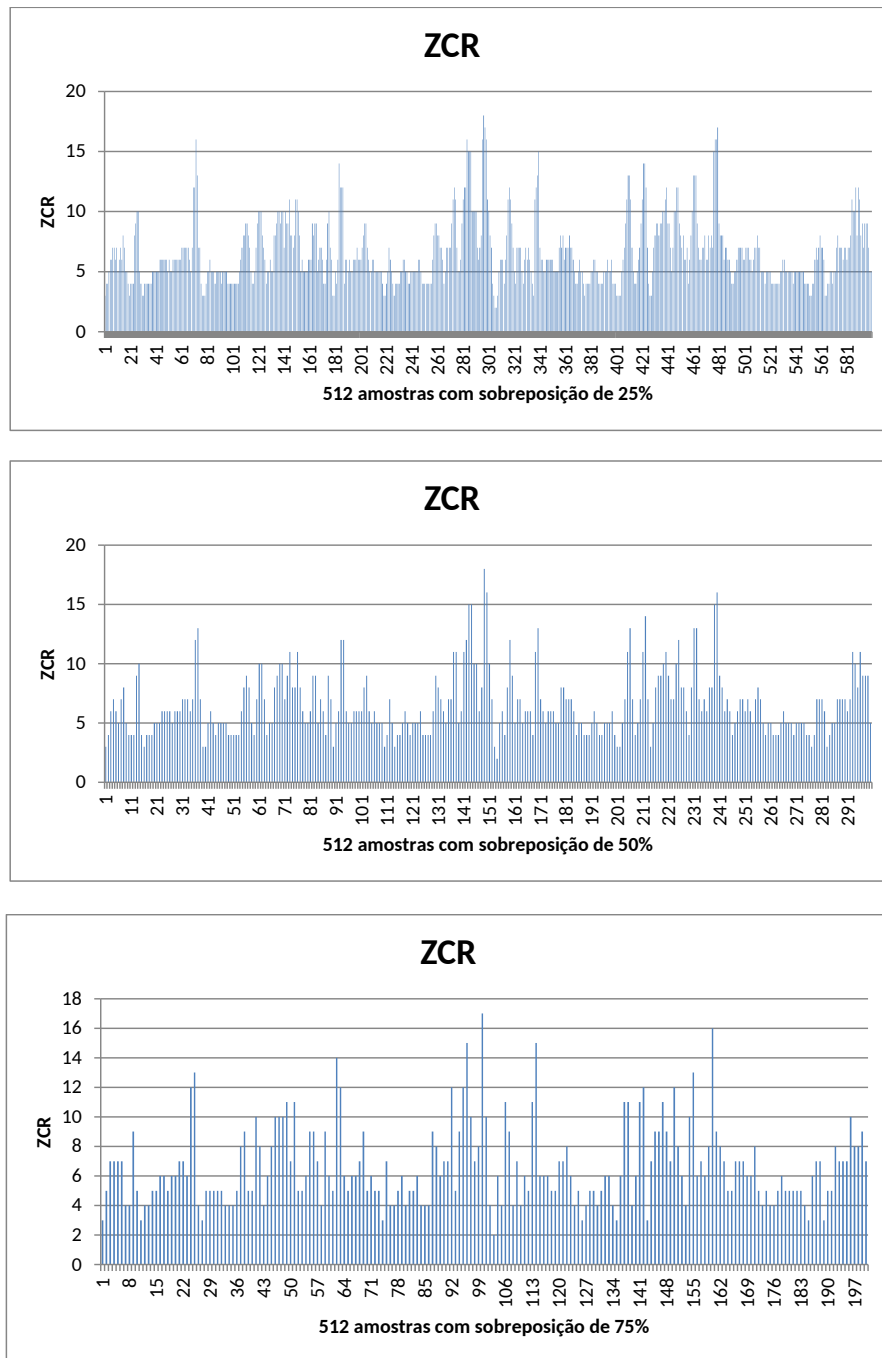 ZCR
20
15
10
5
0
ZCR
1 21 41 61 81 101 121 141 161 181 201 221 241 261 281 301 321 341 361 381 401 421 441 461 481 501 521 541 561 581
512 amostras com sobreposição de 25%
ZCR
20
15
10
5
0
ZCR
1 11 21 31 41 51 61 71 81 91 101 111 121 131 141 151 161 171 181 191 201 211 221 231 241 251 261 271 281 291
512 amostras com sobreposição de 50%
ZCR
18
16
14
12
10
8
6
4
2
0
ZCR
1 8 15 22 29 36 43 50 57 64 71 78 85 92 99 106 113 120 127 134 141 148 155 162 169 176 183 190 197
512 amostras com sobreposição de 75%